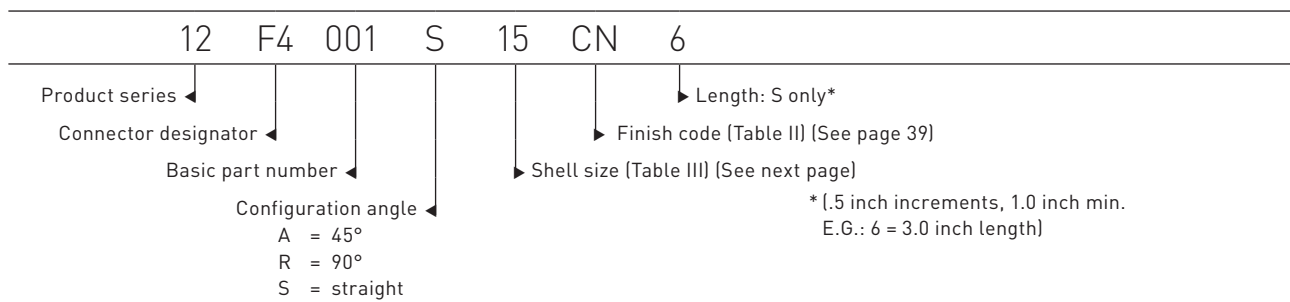 12 F4 001 S 15 CN 6
Product series
Length: S only*
Connector designator
Finish code (Table II) (See page 39)
Basic part number
Shell size (Table III) (See next page)
Configuration angle
* (.5 inch increments, 1.0 inch min.
E.G.: 6 = 3.0 inch length)
A = 45°
R = 90°
S = straight